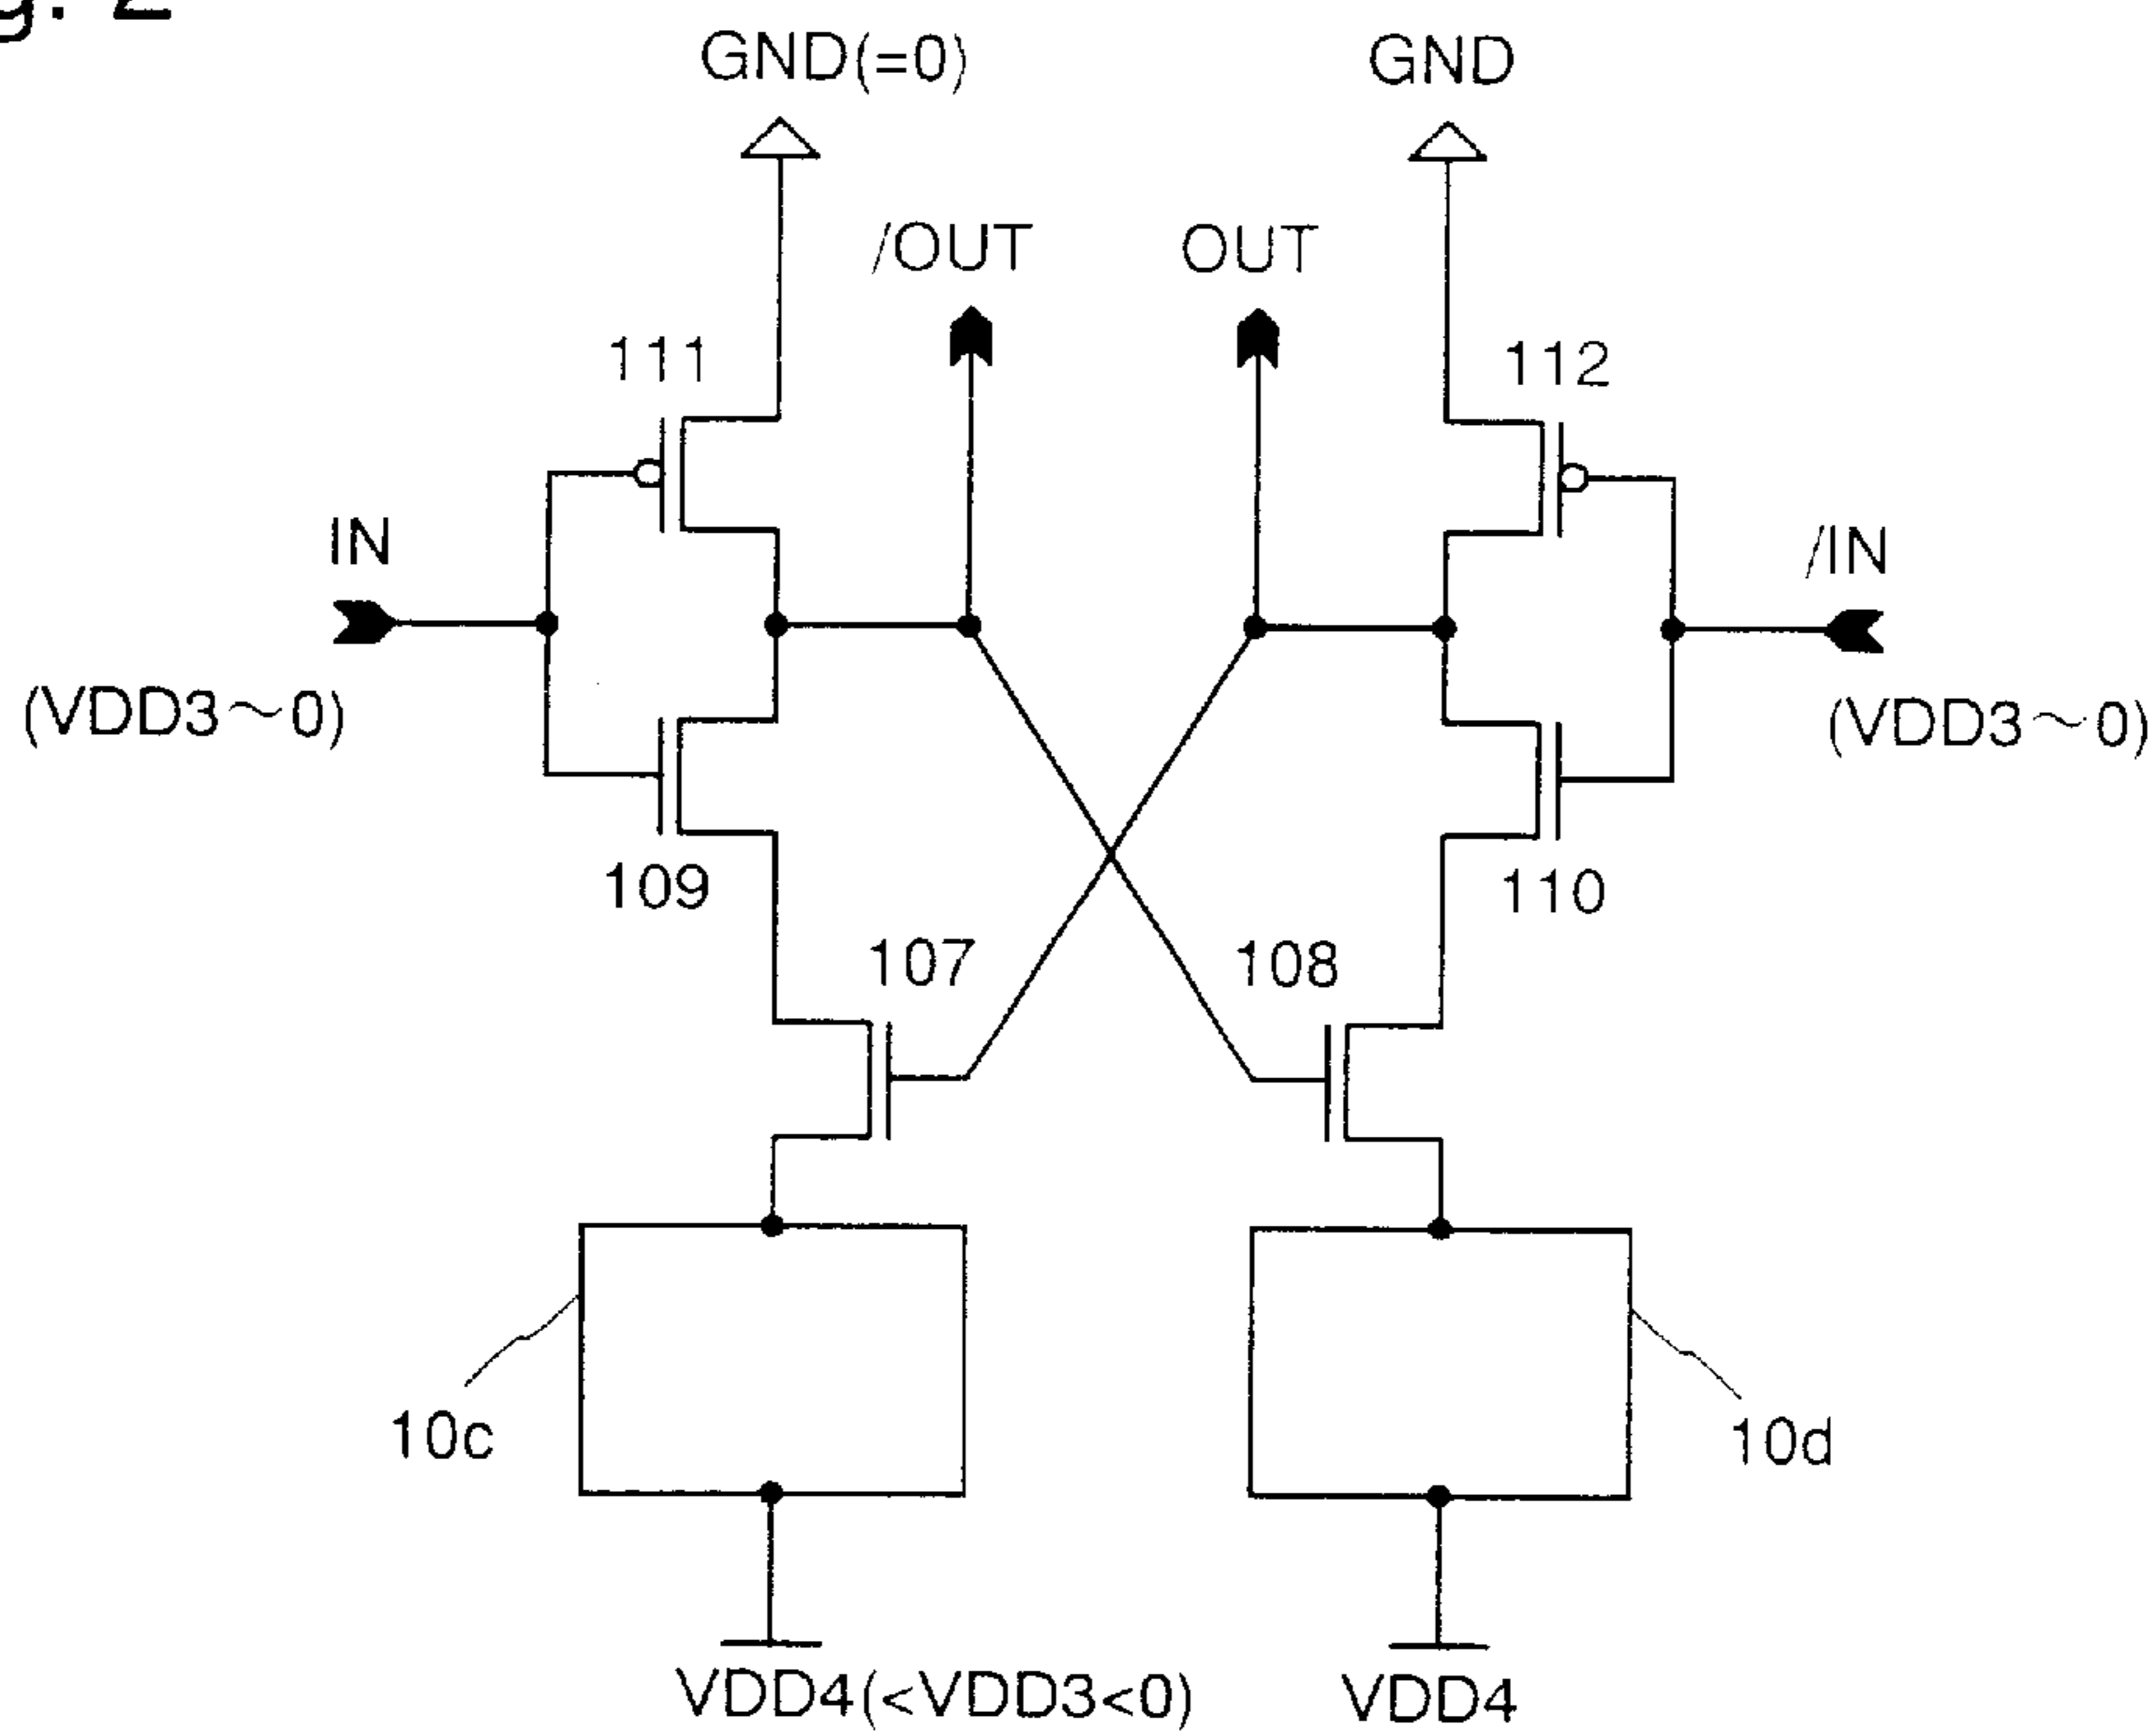 g. 2
GND(=0)
GND
/OUT
OUT
111
112
IN
/IN
(VDD3～0)
(VDD3～0)
109
110
107
108
10c
10d
VDD4(<VDD3<0)
VDD4